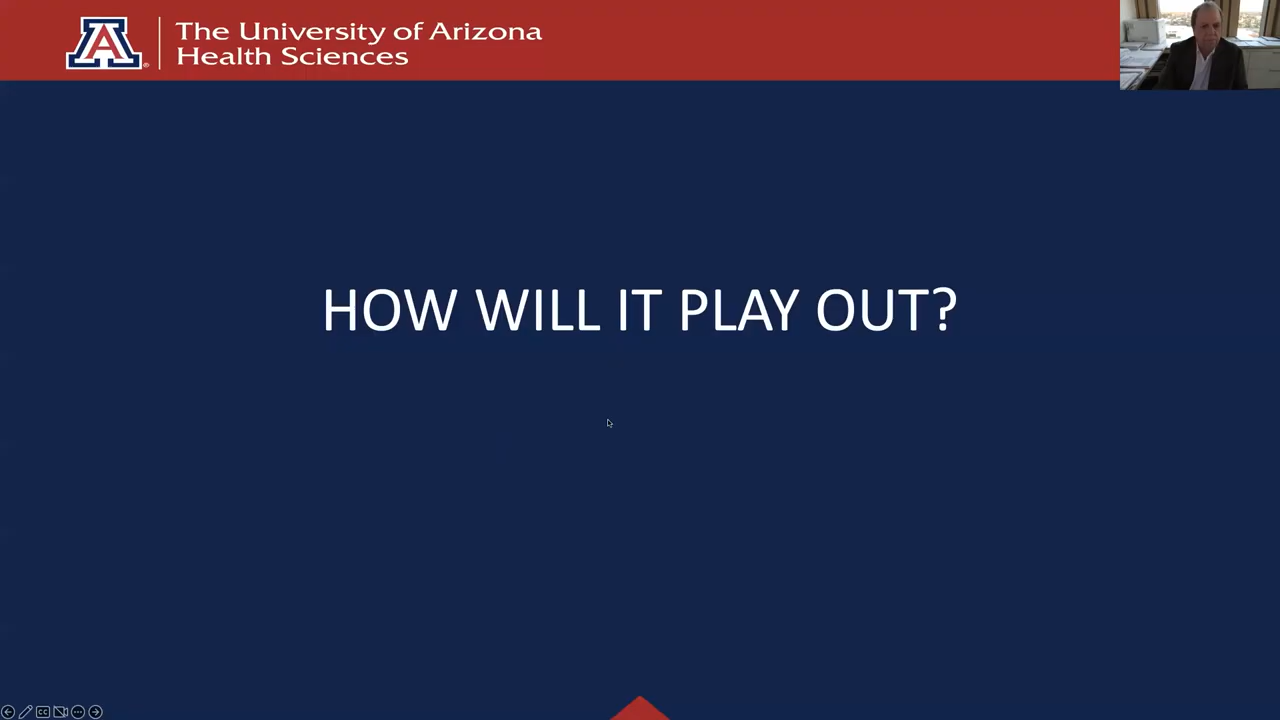 The University of Arizona
Health Sciences
HOW WILL IT PLAY OUT?